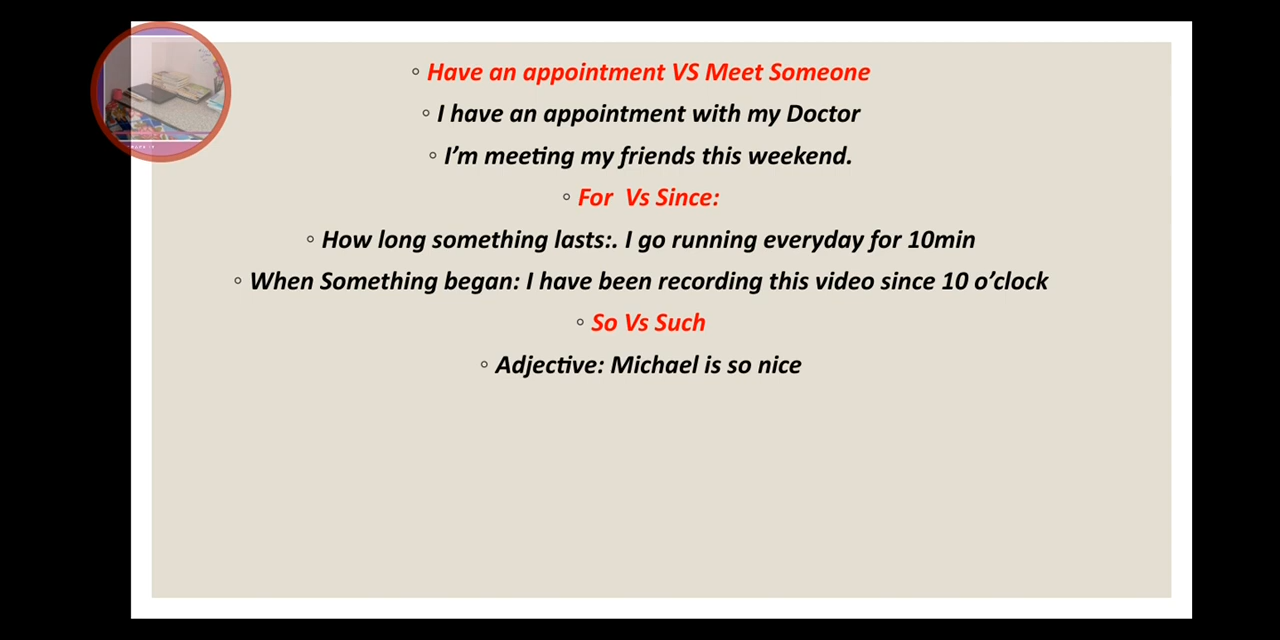 Have an appointment VS Meet Someone
I have an appointment with my Doctor
I’m meeting my friends this weekend.
For  Vs Since:
How long something lasts:. I go running everyday for 10min
When Something began: I have been recording this video since 10 o’clock
So Vs Such
Adjective: Michael is so nice